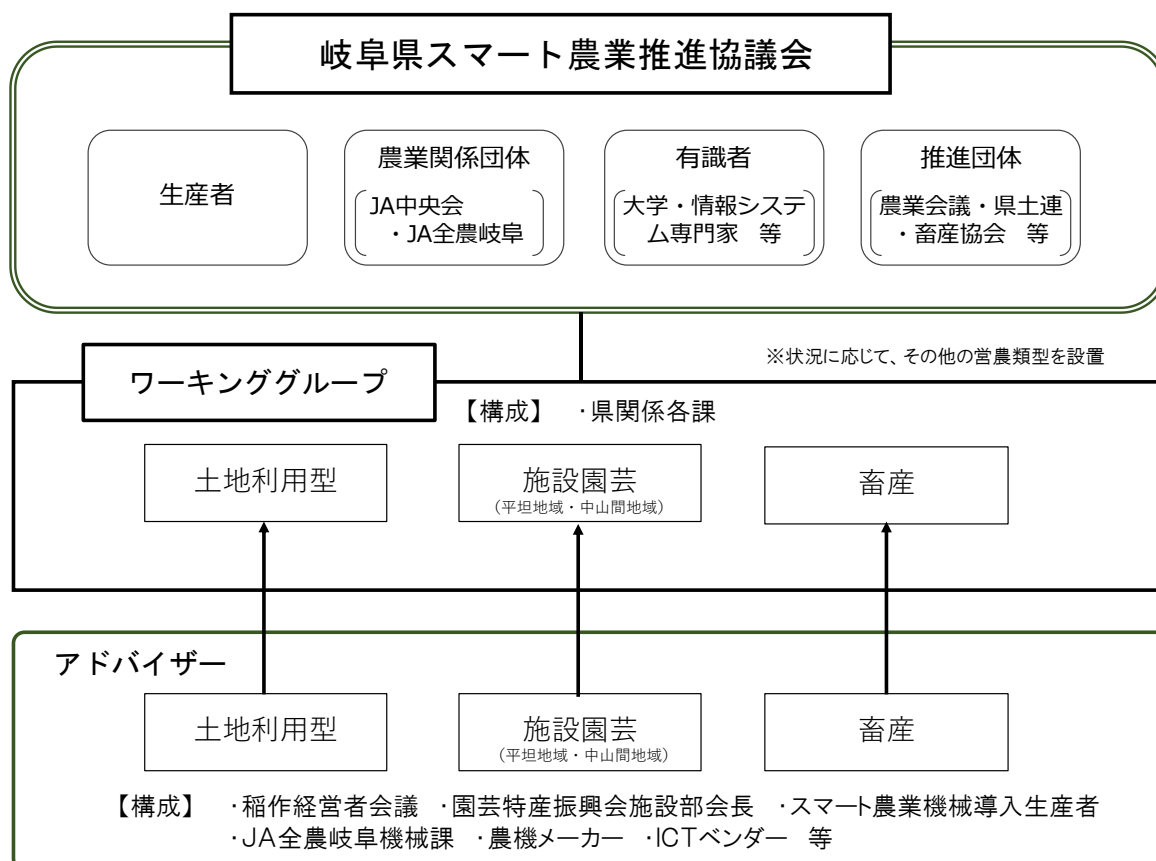 岐阜県スマート農業推進協議会
生産者
農業関係団体
JA中央会
・JA全農岐阜
有識者
大学・情報システ
ム専門家　等
推進団体
農業会議・県土連
・畜産協会　等
※状況に応じて、その他の営農類型を設置
ワーキンググループ
【構成】　・県関係各課
土地利用型
施設園芸
（平坦地域・中山間地域）
畜産
アドバイザー
土地利用型
施設園芸
（平坦地域・中山間地域）
畜産
【構成】　・稲作経営者会議　・園芸特産振興会施設部会長　・スマート農業機械導入生産者
・JA全農岐阜機械課　・農機メーカー　・ICTベンダー　等